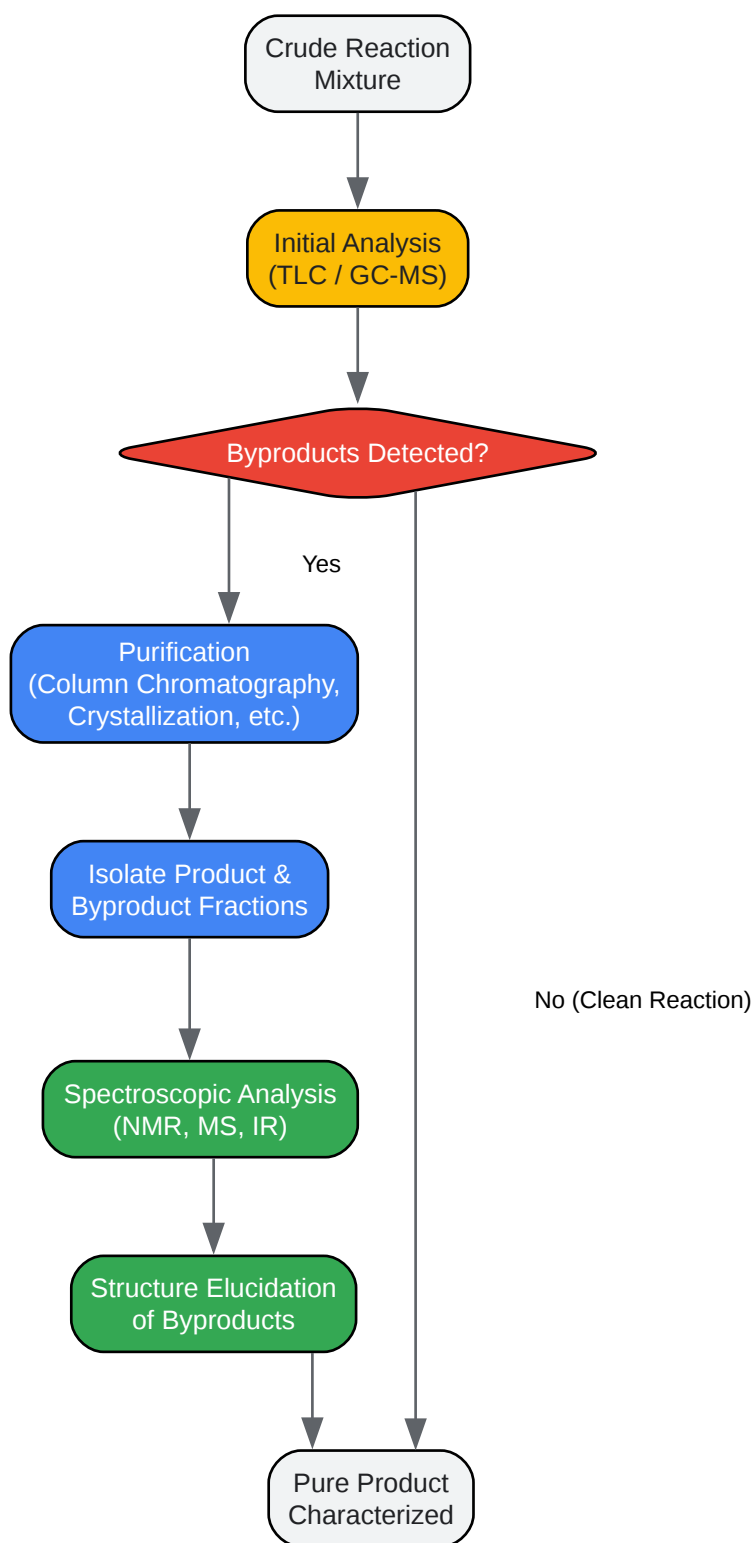 Crude Reaction
Mixture
Initial Analysis
(TLC / GC-MS)
Byproducts Detected?
Yes
Purification
(Column Chromatography,
Crystallization, etc.)
Isolate Product &
Byproduct Fractions
No (Clean Reaction)
Spectroscopic Analysis
(NMR, MS, IR)
Structure Elucidation
of Byproducts
Pure Product
Characterized